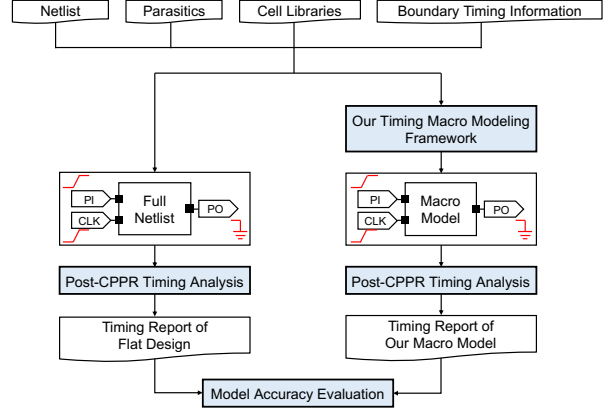 Netlist
Parasitics
Cell Libraries
Boundary Timing Information
Our Timing Macro Modeling
Framework
PI
CLK
Full
Netlist
PO
PI
CLK
Macro
Model
PO
Post-CPPR Timing Analysis
Post-CPPR Timing Analysis
Timing Report of
Flat Design
Timing Report of
Our Macro Model
Model Accuracy Evaluation